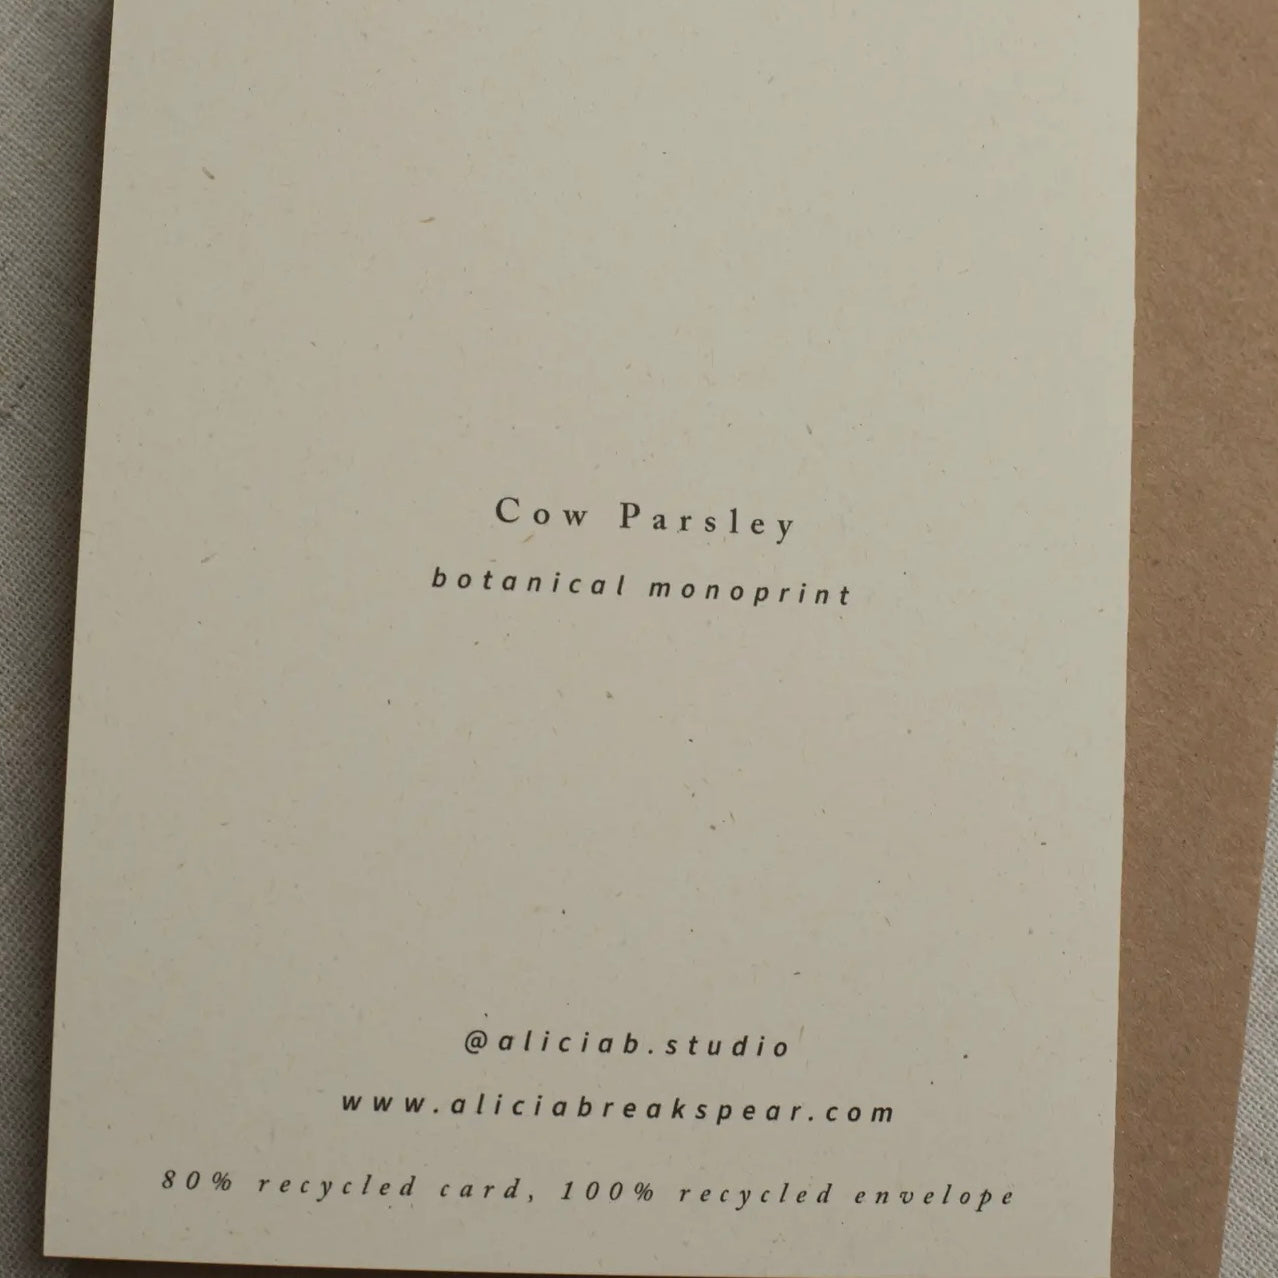 Cow Parsley
botanical monoprint
@aliciab.studio
www.aliciabreakspear.com
80% recycled card, 100% recycled envelope